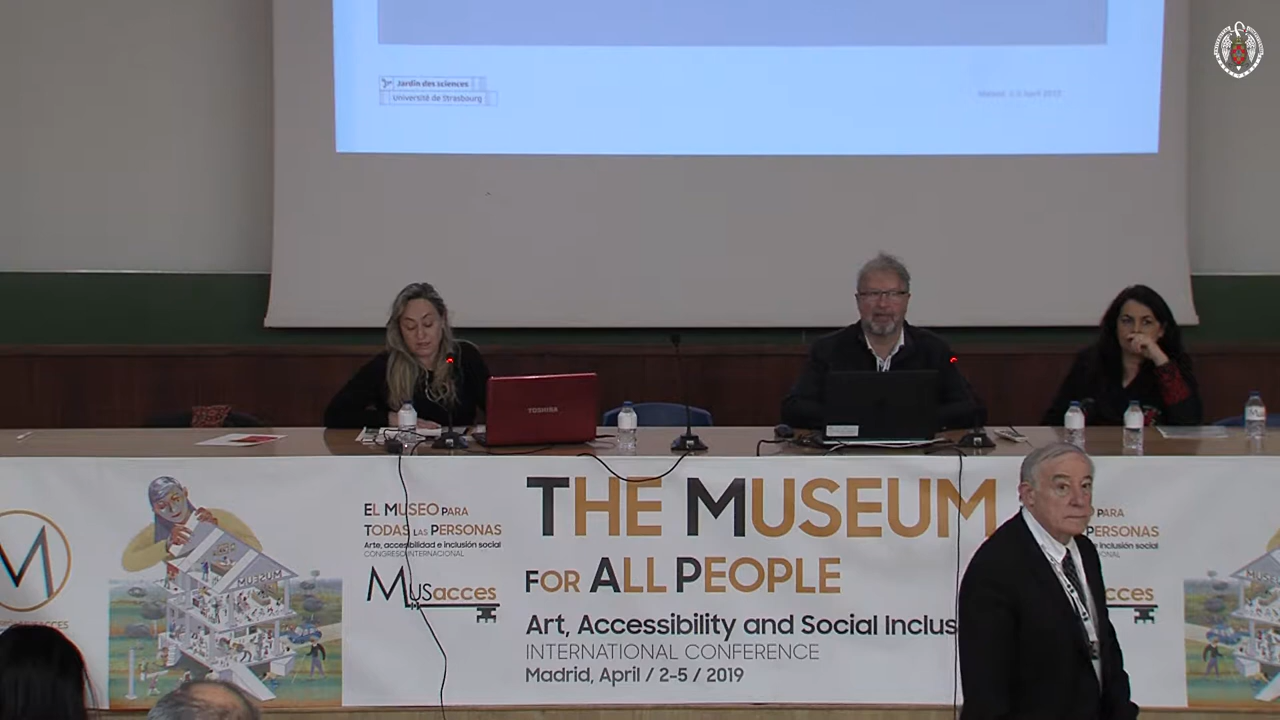 Jardin des sciences
Université de Strasbourg
TOSHIBA
EL MUSEO PARA
TODAS LAS PERSONAS
Arte, accesibilidad e inclusión social
CONGRESO INTERNACIONAL
MUSacces
THE MUSEUM
FOR ALL PEOPLE
Art, Accessibility and Social Inclus
INTERNATIONAL CONFERENCE
Madrid, April / 2-5 / 2019
MUSEUM
M
PARA
PERSONAS
e inclusión social
cces